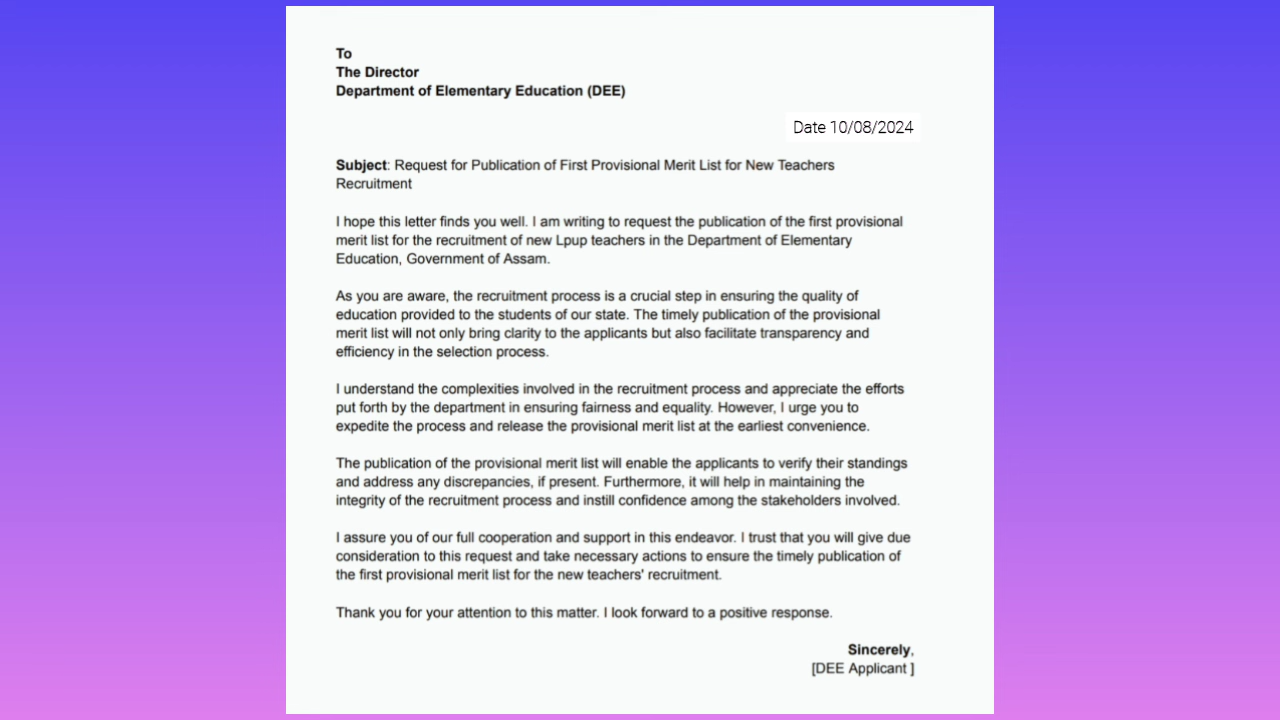 To
The Director
Department of Elementary Education (DEE)
Date 10/08/2024
Subject: Request for Publication of First Provisional Merit List for New Teachers
Recruitment
I hope this letter finds you well. I am writing to request the publication of the first provisional
merit list for the recruitment of new Lpup teachers in the Department of Elementary
Education, Government of Assam.
As you are aware, the recruitment process is a crucial step in ensuring the quality of
education provided to the students of our state. The timely publication of the provisional
merit list will not only bring clarity to the applicants but also facilitate transparency and
efficiency in the selection process.
I understand the complexities involved in the recruitment process and appreciate the efforts
put forth by the department in ensuring fairness and equality. However, I urge you to
expedite the process and release the provisional merit list at the earliest convenience.
The publication of the provisional merit list will enable the applicants to verify their standings
and address any discrepancies, if present. Furthermore, it will help in maintaining the
integrity of the recruitment process and instill confidence among the stakeholders involved.
I assure you of our full cooperation and support in this endeavor. I trust that you will give due
consideration to this request and take necessary actions to ensure the timely publication of
the first provisional merit list for the new teachers' recruitment.
Thank you for your attention to this matter. I look forward to a positive response.
Sincerely,
[DEE Applicant ]